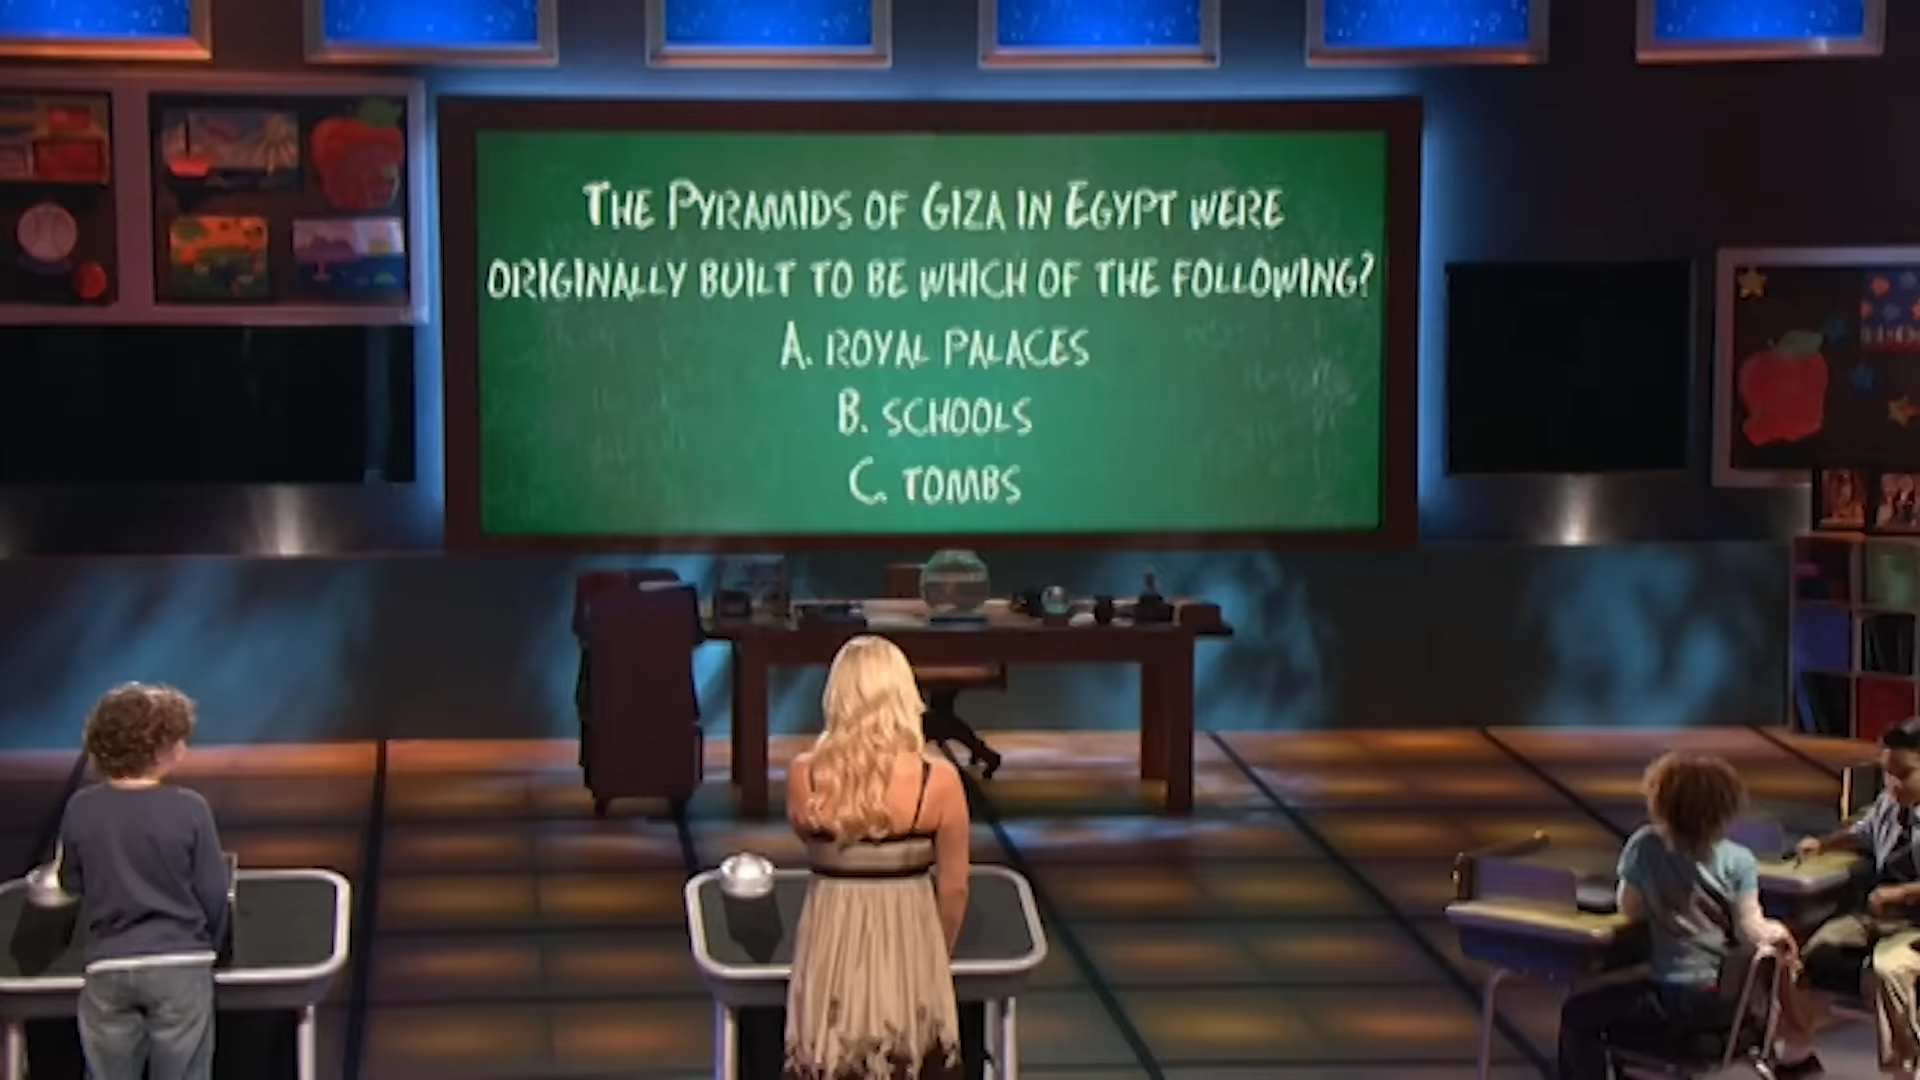 The Pyramids of Giza in Egypt were
originally built to be which of the following?
A. royal palaces
B. schools
C. tombs